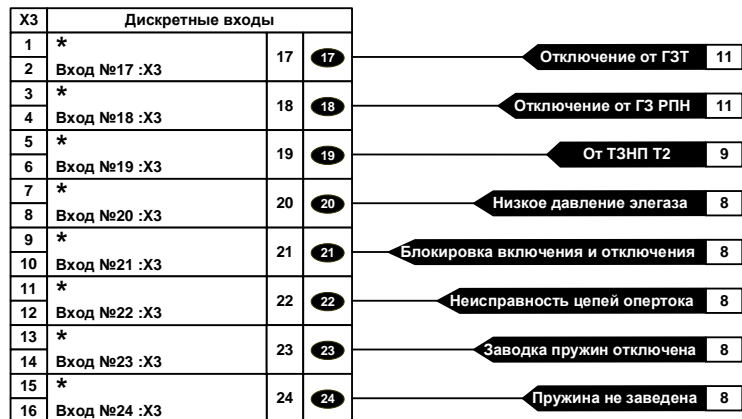 X3 Дискретные входы
1 *
17 17 Отключение от ГЗТ 11
2 Вход №17 :X3
3 *
18 18 Отключение от ГЗ РПН 11
4 Вход №18 :X3
5 *
19 19 От ТЗНП Т2 9
6 Вход №19 :X3
7 *
20 20 Низкое давление элегаза 8
8 Вход №20 :X3
9 *
21 21 Блокировка включения и отключения 8
10 Вход №21 :X3
11 *
22 22 Неисправность цепей опертока 8
12 Вход №22 :X3
13 *
23 23 Заводка пружин отключена 8
14 Вход №23 :X3
15 *
24 24 Пружина не заведена 8
16 Вход №24 :X3